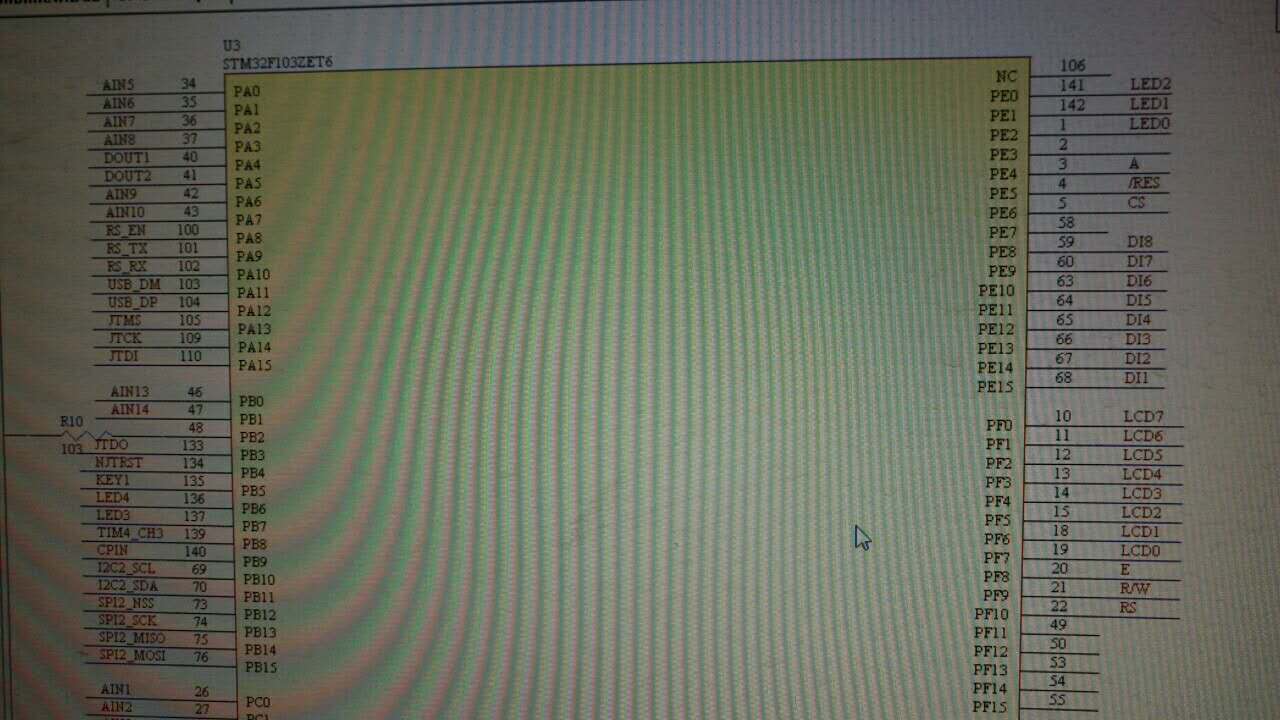 U3
STM32F103ZET6
AIN5 34 PA0
AIN6 35 PA1
AIN7 36 PA2
AIN8 37 PA3
DOUT1 40 PA4
DOUT2 41 PA5
AIN9 42 PA6
AIN10 43 PA7
RS_EN 100 PA8
RS_TX 101 PA9
RS_RX 102 PA10
USB_DM 103 PA11
USB_DP 104 PA12
JTMS 105 PA13
JTCK 109 PA14
JTDI 110 PA15
AIN13 46 PB0
AIN14 47 PB1
R10
48 PB2
103
JTDO 133 PB3
NJTRST 134 PB4
KEY1 135 PB5
LED4 136 PB6
LED3 137 PB7
TIM4_CH3 139 PB8
CPIN 140 PB9
I2C2_SCL 69 PB10
I2C2_SDA 70 PB11
SPI2_NSS 73 PB12
SPI2_SCK 74 PB13
SPI2_MISO 75 PB14
SPI2_MOSI 76 PB15
AIN1 26 PC0
AIN2 27 PC1
NC 106
PE0 141 LED2
PE1 142 LED1
PE2 1 LED0
PE3 2
PE4 3 A
PE5 4 /RES
PE6 5 CS
PE7 58
PE8 59 DI8
PE9 60 DI7
PE10 63 DI6
PE11 64 DI5
PE12 65 DI4
PE13 66 DI3
PE14 67 DI2
PE15 68 DI1
PF0 10 LCD7
PF1 11 LCD6
PF2 12 LCD5
PF3 13 LCD4
PF4 14 LCD3
PF5 15 LCD2
PF6 18 LCD1
PF7 19 LCD0
PF8 20 E
PF9 21 R/W
PF10 22 RS
PF11 49
PF12 50
PF13 53
PF14 54
PF15 55